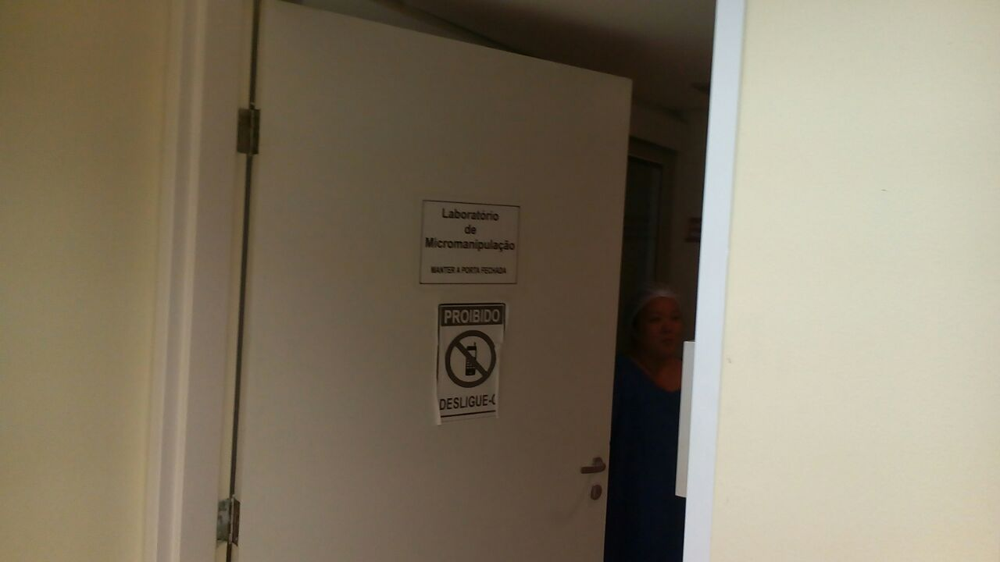 Laboratório
de
Micromanipulação
MANTER A PORTA FECHADA
PROIBIDO
DESLIGUE-